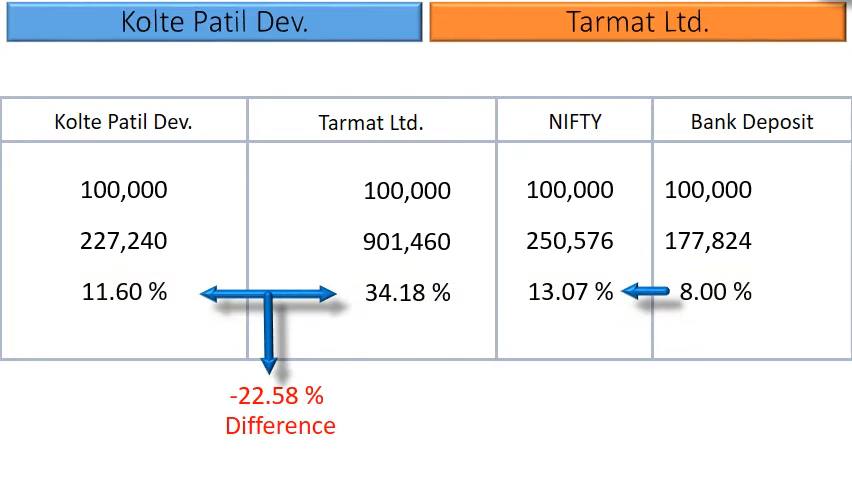 Kolte Patil Dev. Tarmat Ltd.
Kolte Patil Dev. Tarmat Ltd. NIFTY Bank Deposit
100,000 100,000 100,000 100,000
227,240 901,460 250,576 177,824
11.60 % 34.18 % 13.07 % 8.00 %
-22.58 %
Difference